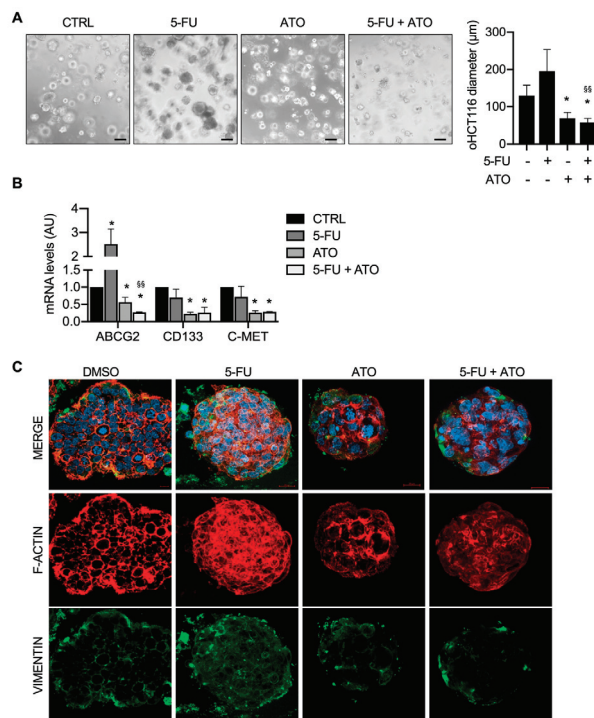 A
CTRL 5-FU ATO 5-FU + ATO
oHCT116 diameter (μm)
300
200
100
0
* §§
*
5-FU - + - +
ATO - - + +
B
mRNA levels (AU)
4
3
2
1.0
0.5
0.0
*
* §§
*
* *
* *
CTRL
5-FU
ATO
5-FU + ATO
ABCG2 CD133 C-MET
C
DMSO 5-FU ATO 5-FU + ATO
MERGE
F-ACTIN
VIMENTIN